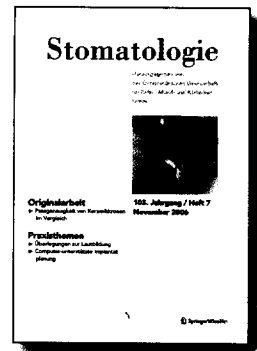 Stomatologie
Herausgegeben von
der Österreichischen Gesellschaft
für Zahn-, Mund- und Kieferheil-
kunde
Originalarbeit
Passgenauigkeit von Keramikkronen
im Vergleich
103. Jahrgang / Heft 7
November 2006
Praxisthemen
Überlegungen zur Lautbildung
Computer-unterstützte Implantat
planung
SpringerWienNewYork